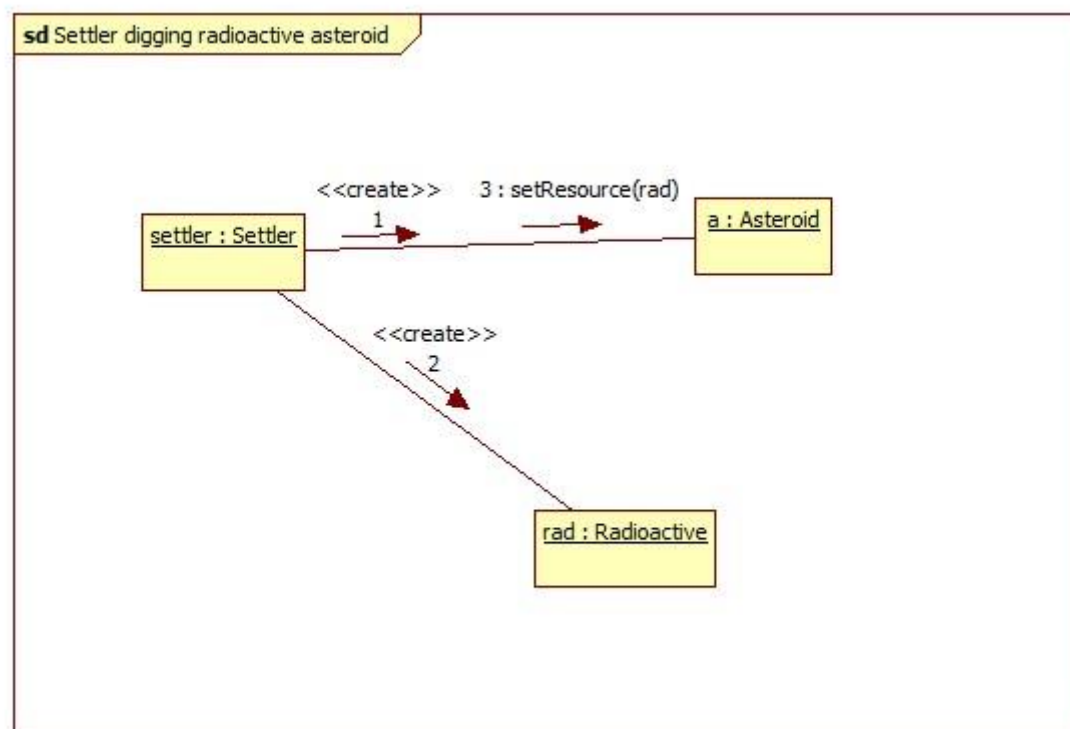 sd Settler digging radioactive asteroid
<<create>>
1
3 : setResource(rad)
settler : Settler
a : Asteroid
<<create>>
2
rad : Radioactive